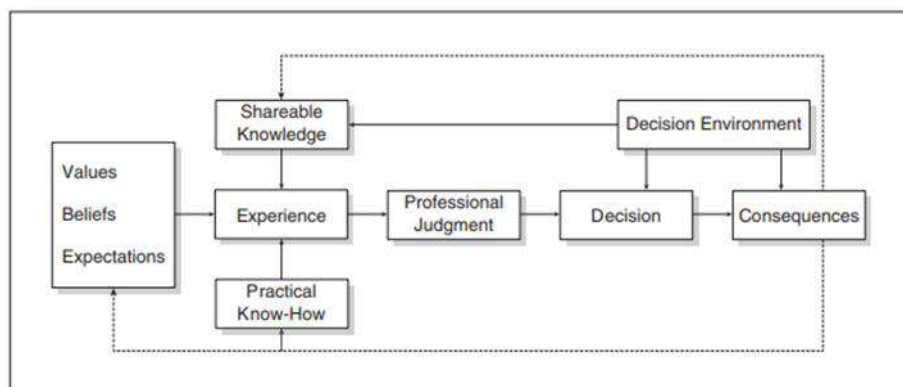 Shareable
Knowledge
Decision Environment
Values
Beliefs
Expectations
Experience
Professional
Judgment
Decision
Consequences
Practical
Know-How